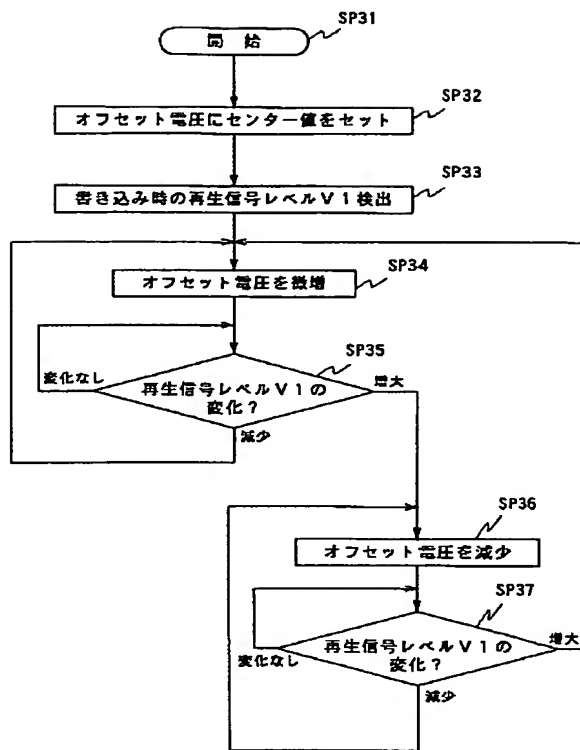 SP31
開 始
SP32
オフセット電圧にセンター値をセット
SP33
書き込み時の再生信号レベルV1検出
SP34
オフセット電圧を微増
SP35
変化なし
再生信号レベルV1の
変化?
増大
減少
SP36
オフセット電圧を減少
SP37
変化なし
再生信号レベルV1の
変化?
増大
減少